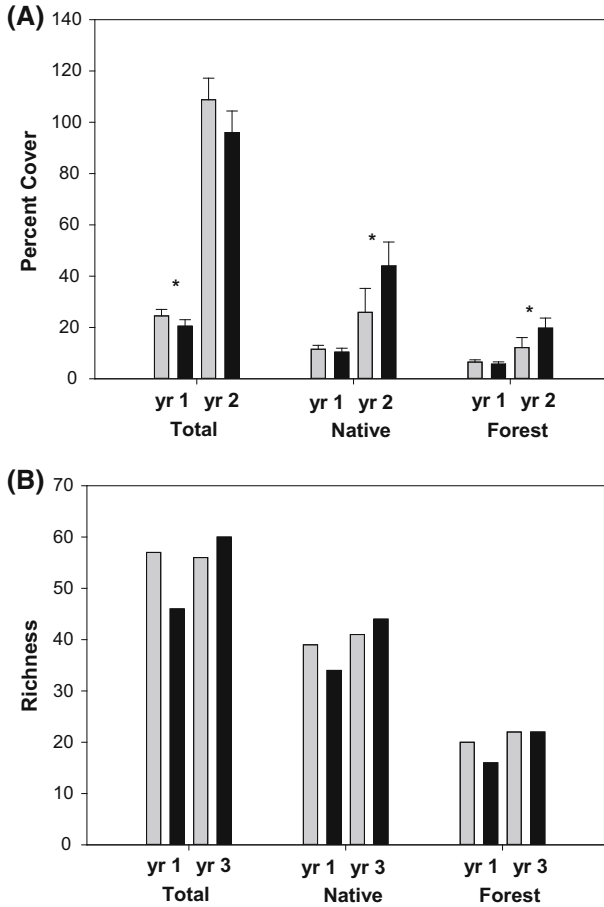 (A)
140
120
100
80
60
40
20
0
Percent Cover
*
*
*
yr 1 yr 2 yr 1 yr 2 yr 1 yr 2
Total Native Forest
(B)
70
60
50
40
30
20
10
0
Richness
yr 1 yr 3 yr 1 yr 3 yr 1 yr 3
Total Native Forest